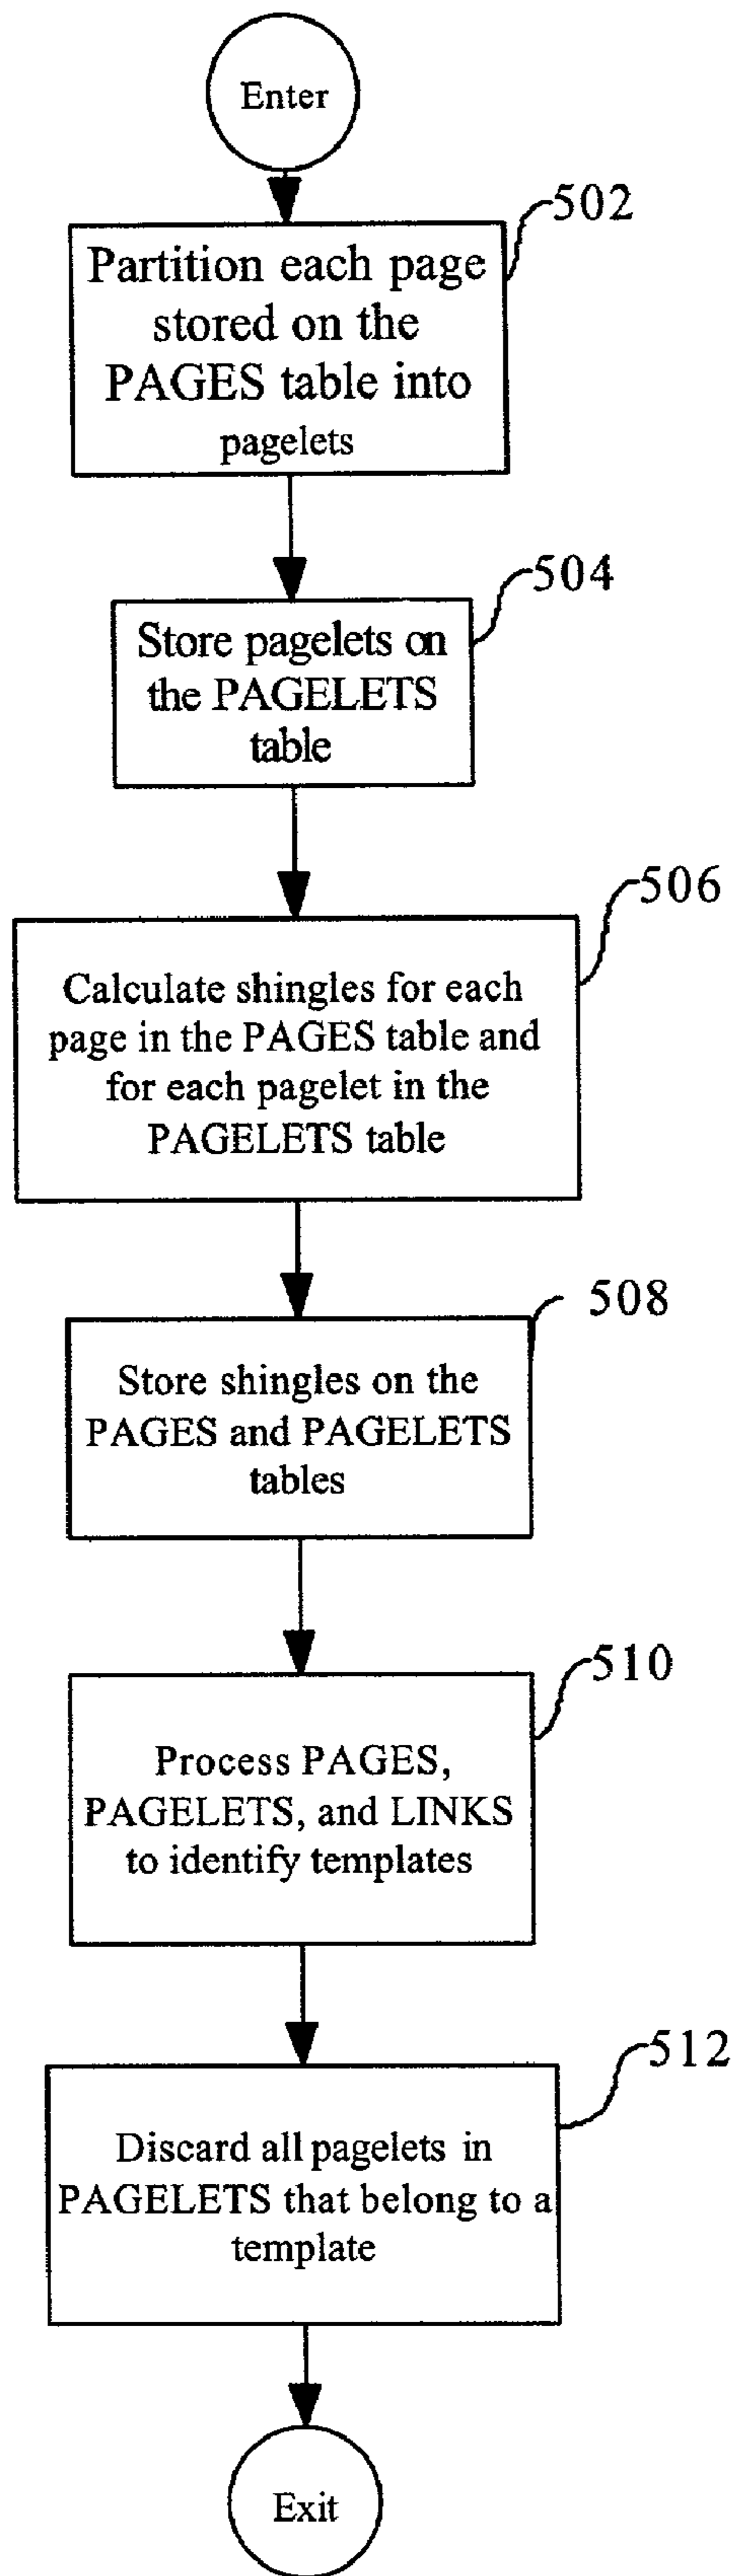 Enter
502
Partition each page
stored on the
PAGES table into
pagelets
504
Store pagelets on
the PAGELETS
table
506
Calculate shingles for each
page in the PAGES table and
for each pagelet in the
PAGELETS table
508
Store shingles on the
PAGES and PAGELETS
tables
510
Process PAGES,
PAGELETS, and LINKS
to identify templates
512
Discard all pagelets in
PAGELETS that belong to a
template
Exit